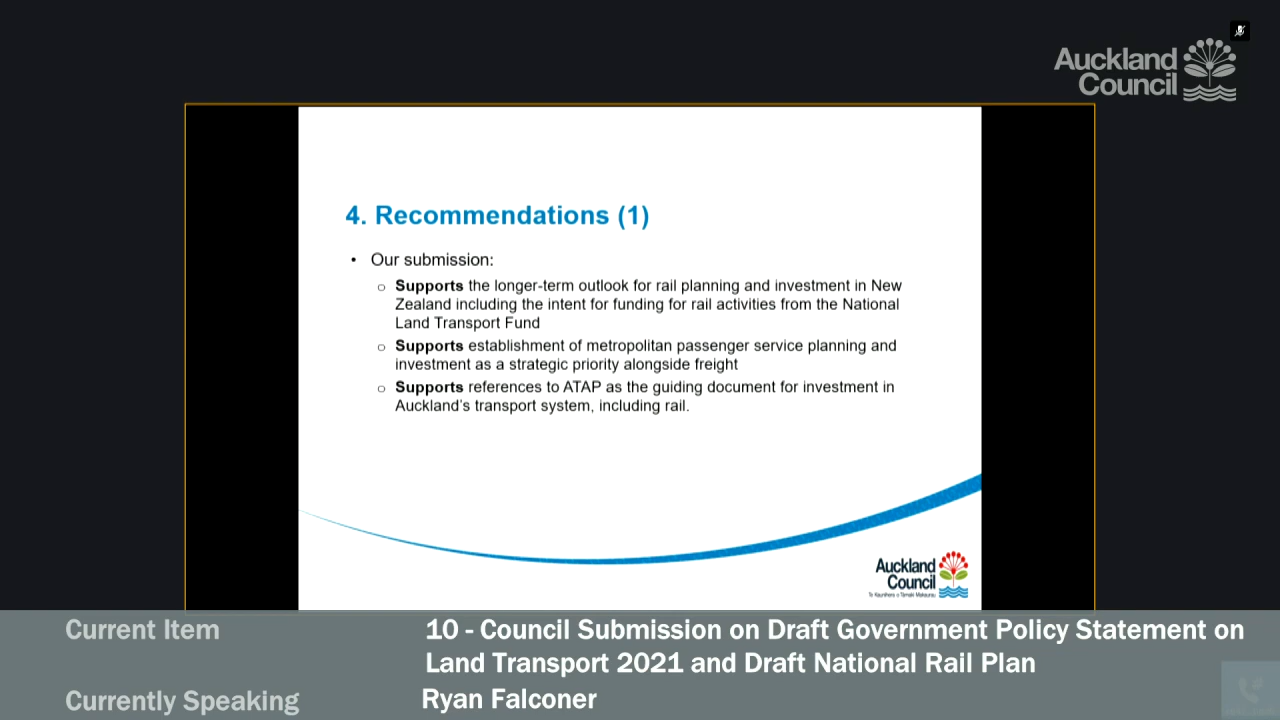 Auckland
Council
4. Recommendations (1)
• Our submission:
o Supports the longer-term outlook for rail planning and investment in New
Zealand including the intent for funding for rail activities from the National
Land Transport Fund
o Supports establishment of metropolitan passenger service planning and
investment as a strategic priority alongside freight
o Supports references to ATAP as the guiding document for investment in
Auckland's transport system, including rail.
Auckland
Council
Te Kaunihera o Tāmaki Makaurau
Current Item
10 - Council Submission on Draft Government Policy Statement on
Land Transport 2021 and Draft National Rail Plan
Currently Speaking
Ryan Falconer